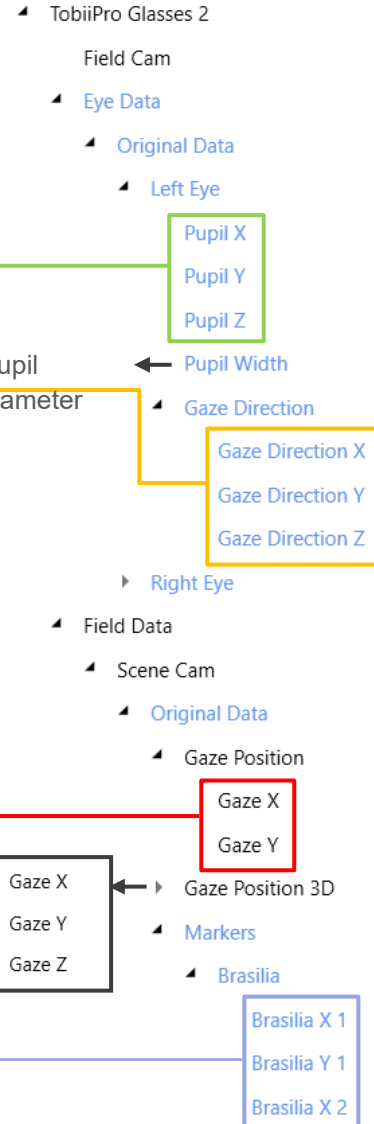 TobiiPro Glasses 2
Field Cam
Eye Data
Original Data
Left Eye
Pupil X
Pupil Y
Pupil Z
Pupil Width
Gaze Direction
Gaze Direction X
Gaze Direction Y
Gaze Direction Z
Right Eye
Field Data
Scene Cam
Original Data
Gaze Position
Gaze X
Gaze Y
Gaze X
Gaze Y
Gaze Z
Gaze Position 3D
Markers
Brasilia
Brasilia X 1
Brasilia Y 1
Brasilia X 2